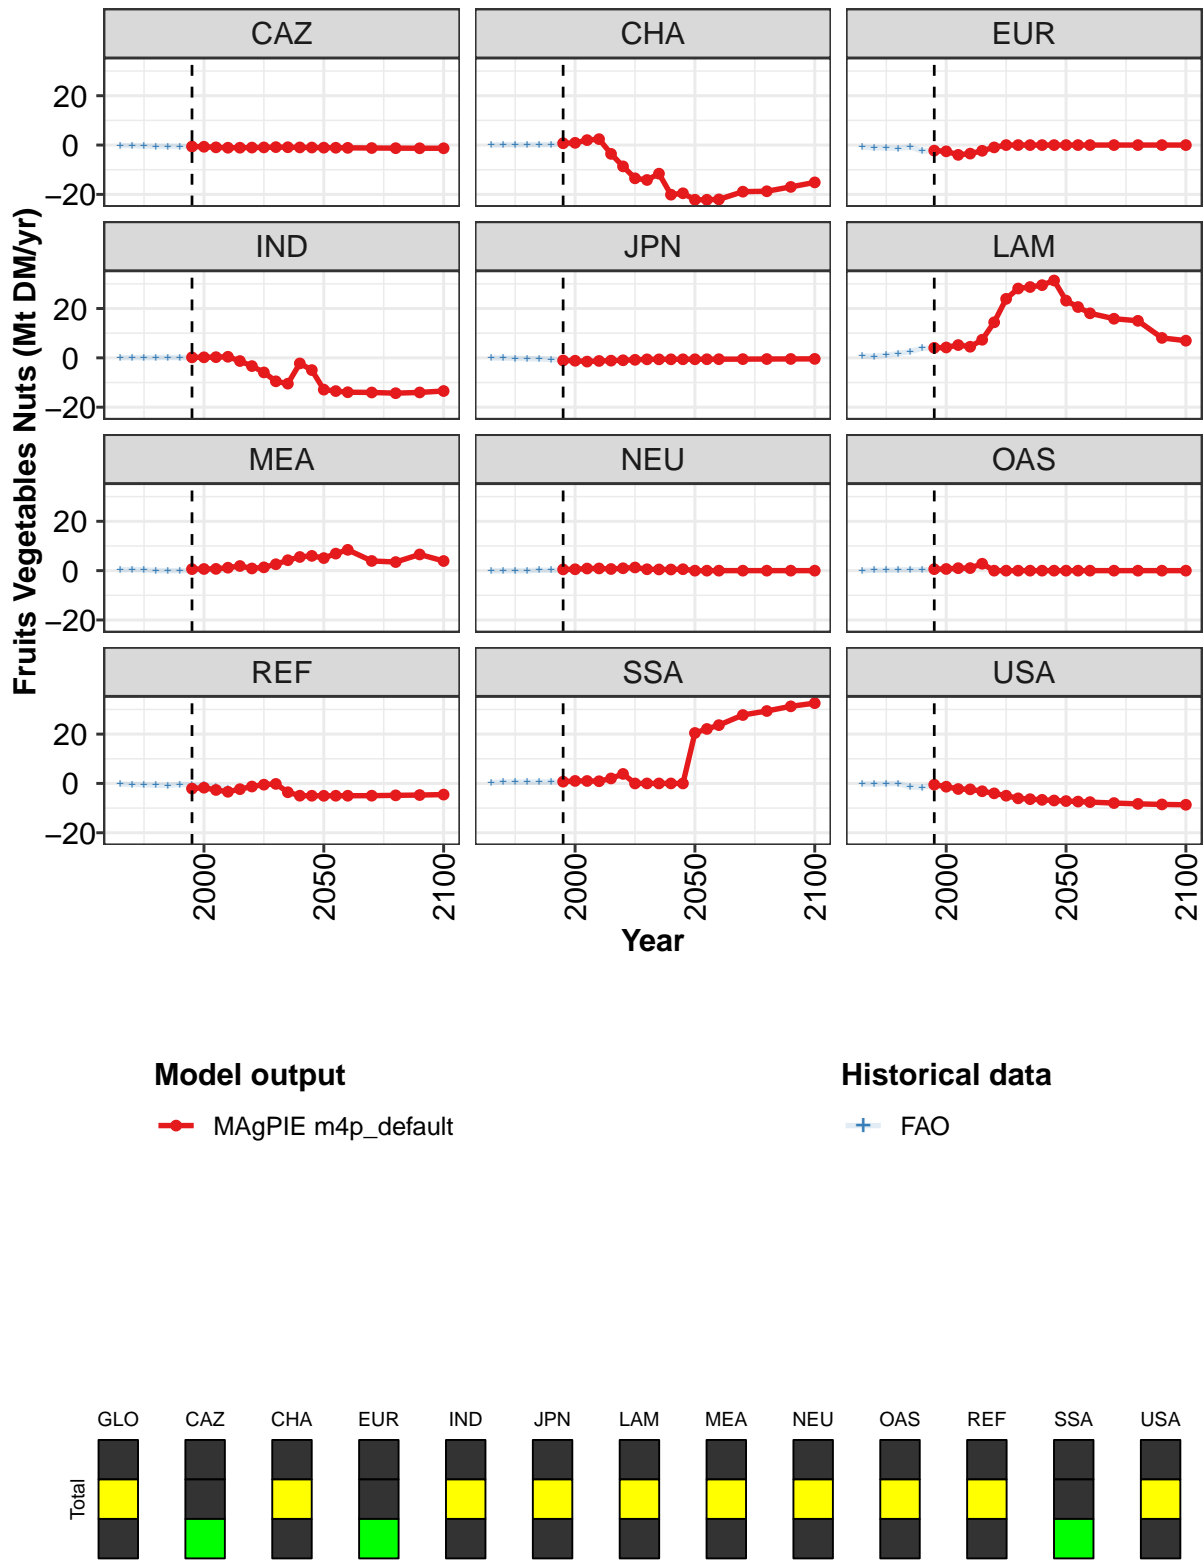 CAZ CHA EUR
20
0
−20
IND JPN LAM
20
0
−20
MEA NEU OAS
20
0
−20
REF SSA USA
20
0
−20
2000 2050 2100 2000 2050 2100 2000 2050 2100
Year
Fruits Vegetables Nuts (Mt DM/yr)
Model output
MAgPIE m4p_default
Historical data
FAO
GLO CAZ CHA EUR IND JPN LAM MEA NEU OAS REF SSA USA
Total